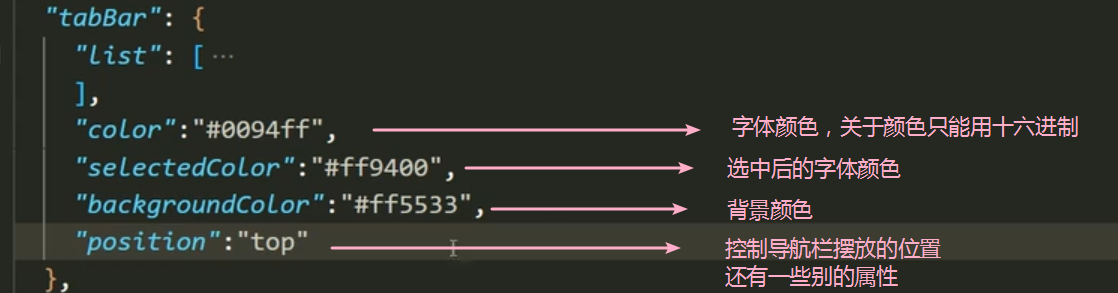 "tabBar": {
"list": [ ···
],
"color":"#0094ff", 字体颜色，关于颜色只能用十六进制
"selectedColor":"#ff9400", 选中后的字体颜色
"backgroundColor":"#ff5533", 背景颜色
"position":"top" 控制导航栏摆放的位置
还有一些别的属性
},